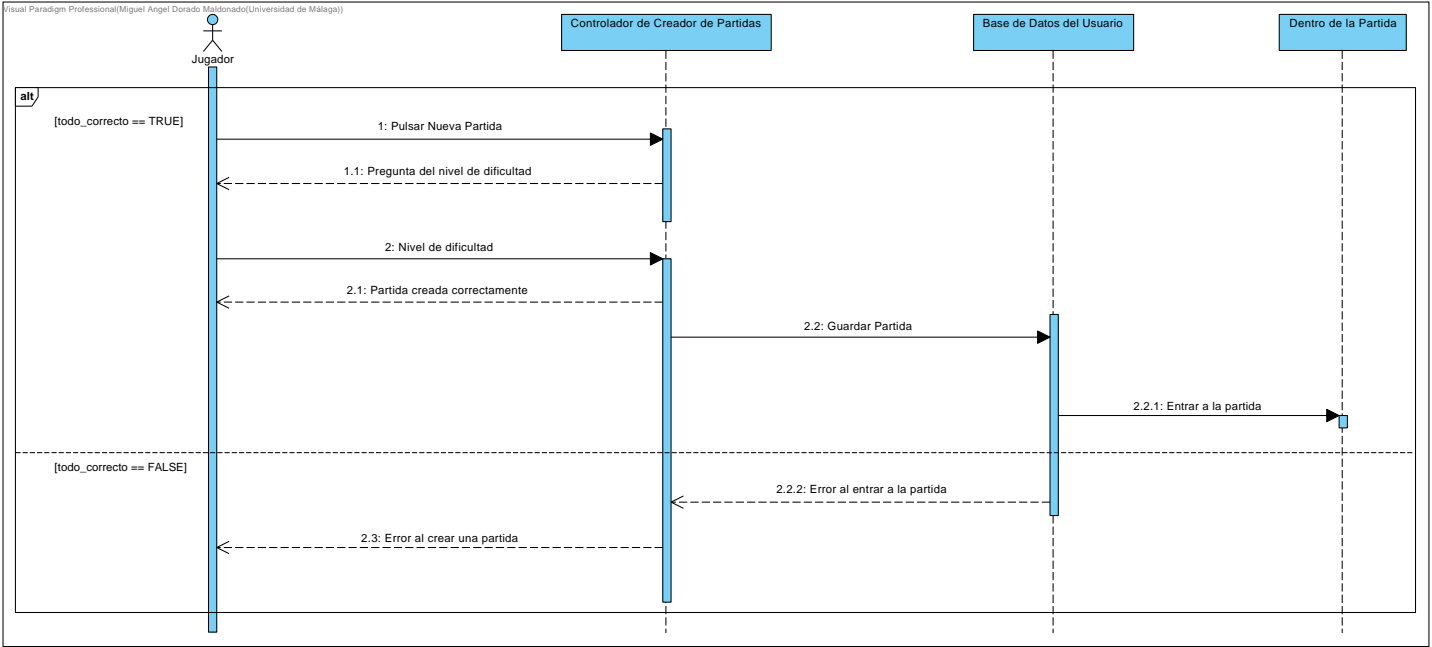 Visual Paradigm Professional(Miguel Angel Dorado Maldonado(Universidad de Málaga))
Jugador
Controlador de Creador de Partidas
Base de Datos del Usuario
Dentro de la Partida
alt
[todo_correcto == TRUE]
1: Pulsar Nueva Partida
1.1: Pregunta del nivel de dificultad
2: Nivel de dificultad
2.1: Partida creada correctamente
2.2: Guardar Partida
2.2.1: Entrar a la partida
[todo_correcto == FALSE]
2.2.2: Error al entrar a la partida
2.3: Error al crear una partida